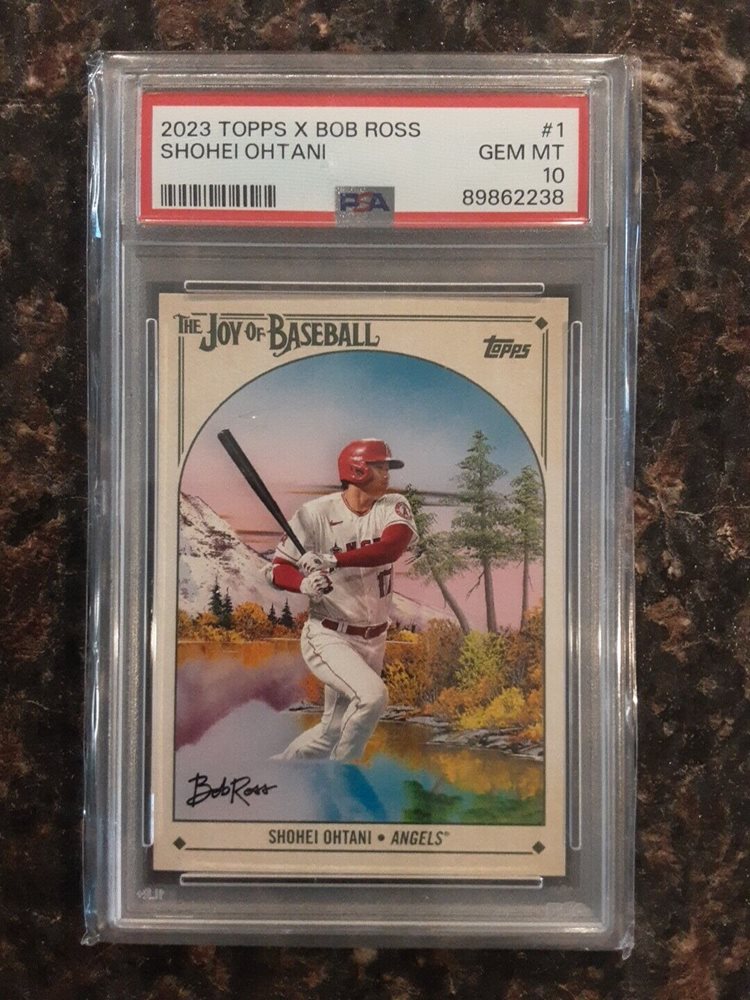 2023 TOPPS X BOB ROSS #1
SHOHEI OHTANI GEM MT
10
PSA 89862238
THE JOY OF BASEBALL
topps
17
Bob Ross
SHOHEI OHTANI • ANGELS®